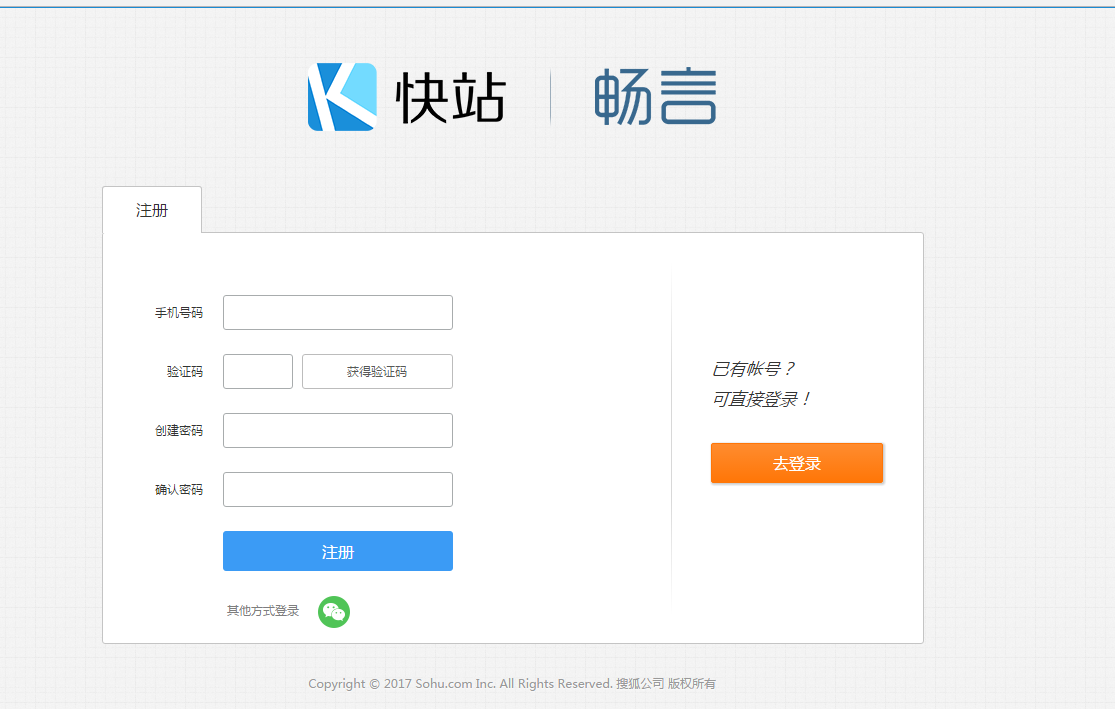 快站 畅言
注册
手机号码
验证码 获得验证码
创建密码
确认密码
注册
其他方式登录
已有帐号？
可直接登录！
去登录
Copyright © 2017 Sohu.com Inc. All Rights Reserved. 搜狐公司 版权所有